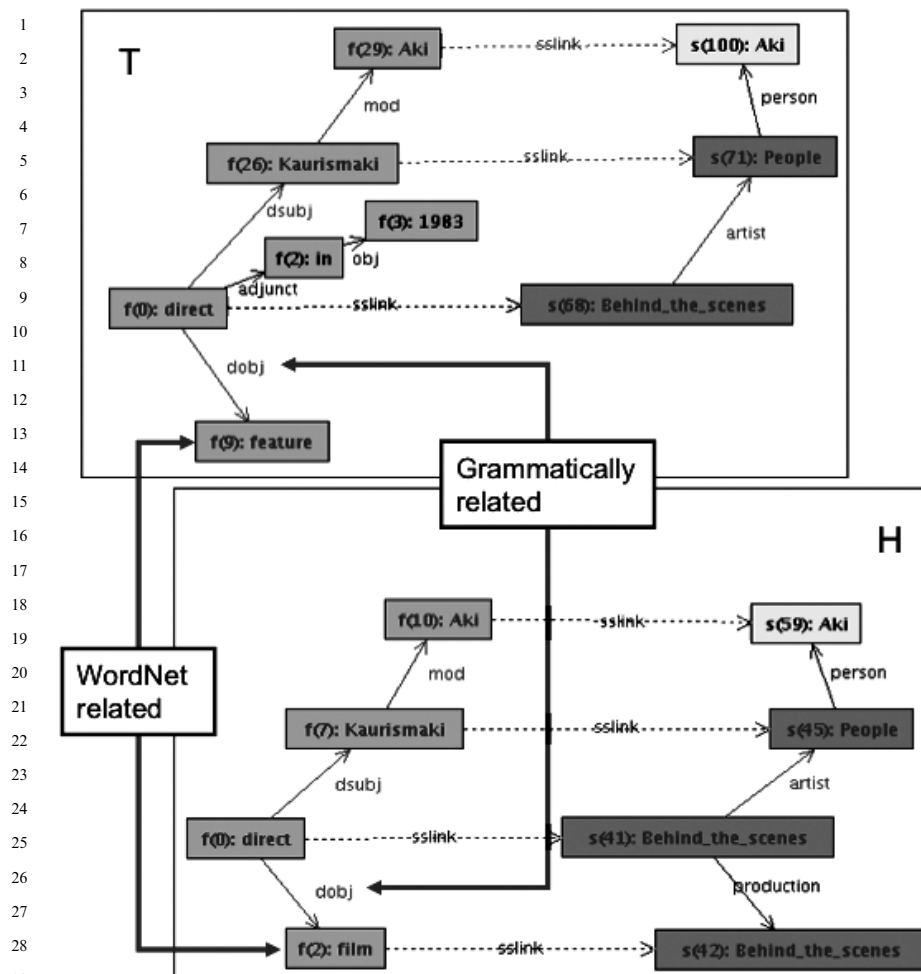 1
2
3
4
5
6
7
8
9
10
11
12
13
14
15
16
17
18
19
20
21
22
23
24
25
26
27
28
T
f(29): Aki
sslink
s(100): Aki
mod
person
f(26): Kaurismaki
sslink
s(71): People
dsubj
f(3): 1983
artist
f(2): in
obj
adjunct
f(0): direct
sslink
s(68): Behind_the_scenes
dobj
f(9): feature
Grammatically
related
H
f(10): Aki
sslink
s(59): Aki
WordNet
related
mod
person
f(7): Kaurismaki
sslink
s(45): People
dsubj
artist
f(0): direct
sslink
s(41): Behind_the_scenes
dobj
production
f(2): film
sslink
s(42): Behind_the_scenes